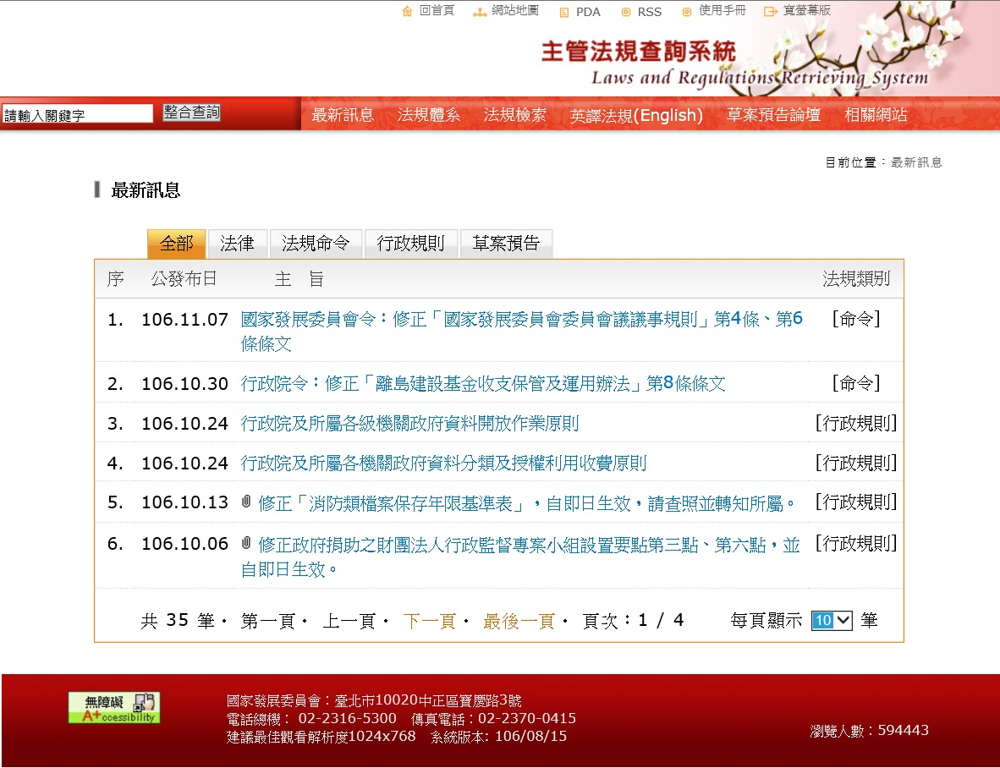 回首頁 網站地圖 PDA RSS 使用手冊 寬螢幕版
主管法規查詢系統
Laws and Regulations Retrieving System
請輸入關鍵字 整合查詢 最新訊息 法規體系 法規檢索 英譯法規(English) 草案預告論壇 相關網站
目前位置：最新訊息
最新訊息
全部 法律 法規命令 行政規則 草案預告
序 公發布日 主 旨 法規類別
1. 106.11.07 國家發展委員會令：修正「國家發展委員會委員會議議事規則」第4條、第6 [命令]
條條文
2. 106.10.30 行政院令：修正「離島建設基金收支保管及運用辦法」第8條條文 [命令]
3. 106.10.24 行政院及所屬各級機關政府資料開放作業原則 [行政規則]
4. 106.10.24 行政院及所屬各機關政府資料分類及授權利用收費原則 [行政規則]
5. 106.10.13 修正「消防類檔案保存年限基準表」，自即日生效，請查照並轉知所屬。 [行政規則]
6. 106.10.06 修正政府捐助之財團法人行政監督專案小組設置要點第三點、第六點，並 [行政規則]
自即日生效。
共 35 筆‧ 第一頁‧ 上一頁‧ 下一頁‧ 最後一頁‧ 頁次：1 / 4 每頁顯示 10 筆
無障礙
A+ccessibility
國家發展委員會：臺北市10020中正區寶慶路3號
電話總機： 02-2316-5300 傳真電話：02-2370-0415
建議最佳觀看解析度1024x768 系統版本: 106/08/15
瀏覽人數：594443